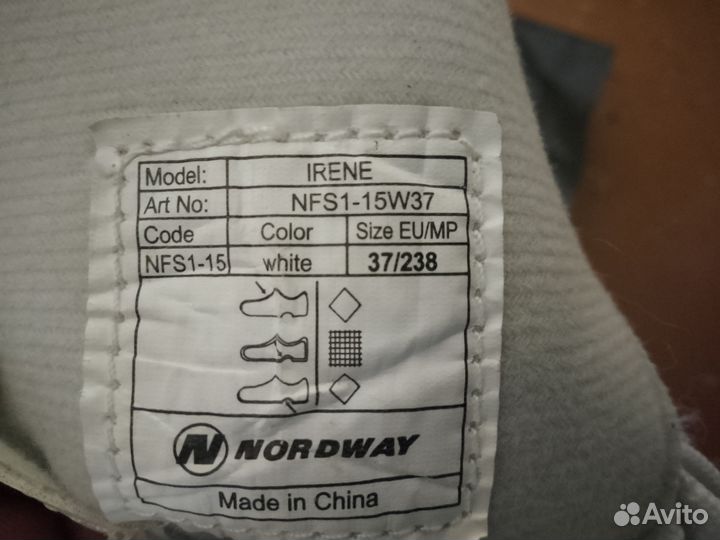 Model: IRENE
Art No: NFS1-15W37
Code Color Size EU/MP
NFS1-15 white 37/238
N NORDWAY
Made in China
Avito